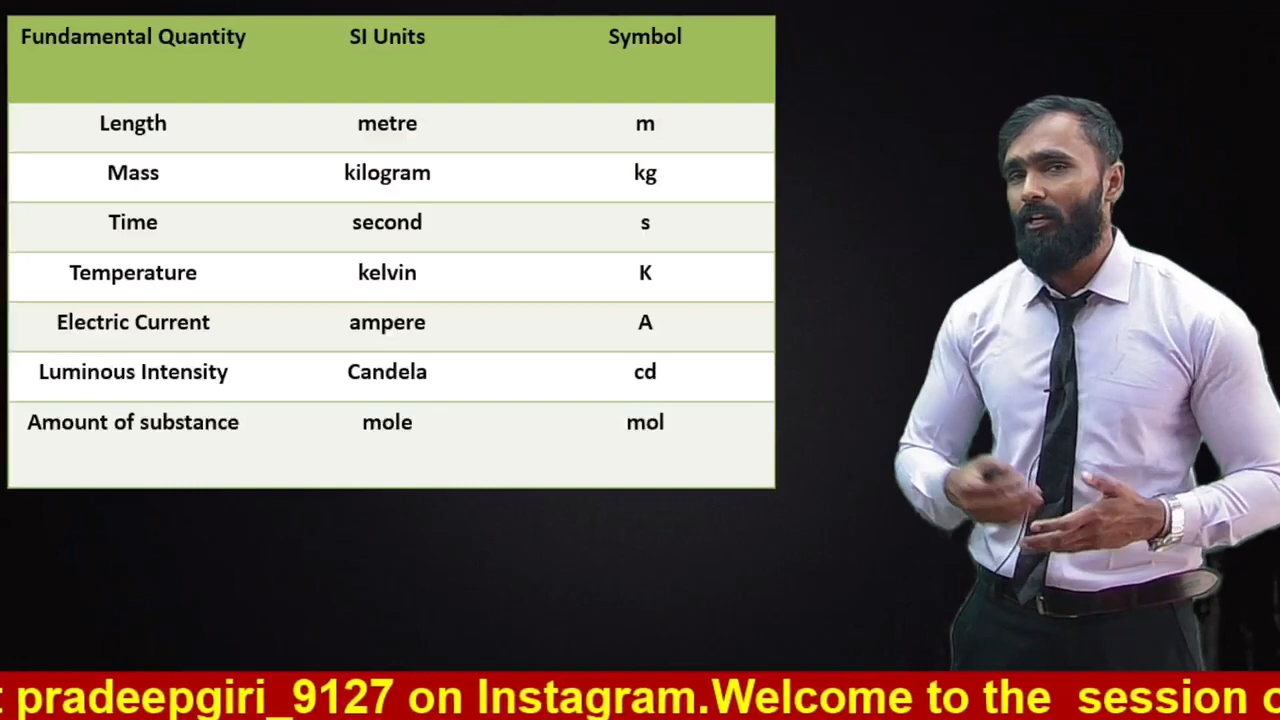 Fundamental Quantity SI Units Symbol
Length metre m
Mass kilogram kg
Time second s
Temperature kelvin K
Electric Current ampere A
Luminous Intensity Candela cd
Amount of substance mole mol
pradeepgiri_9127 on Instagram.Welcome to the session